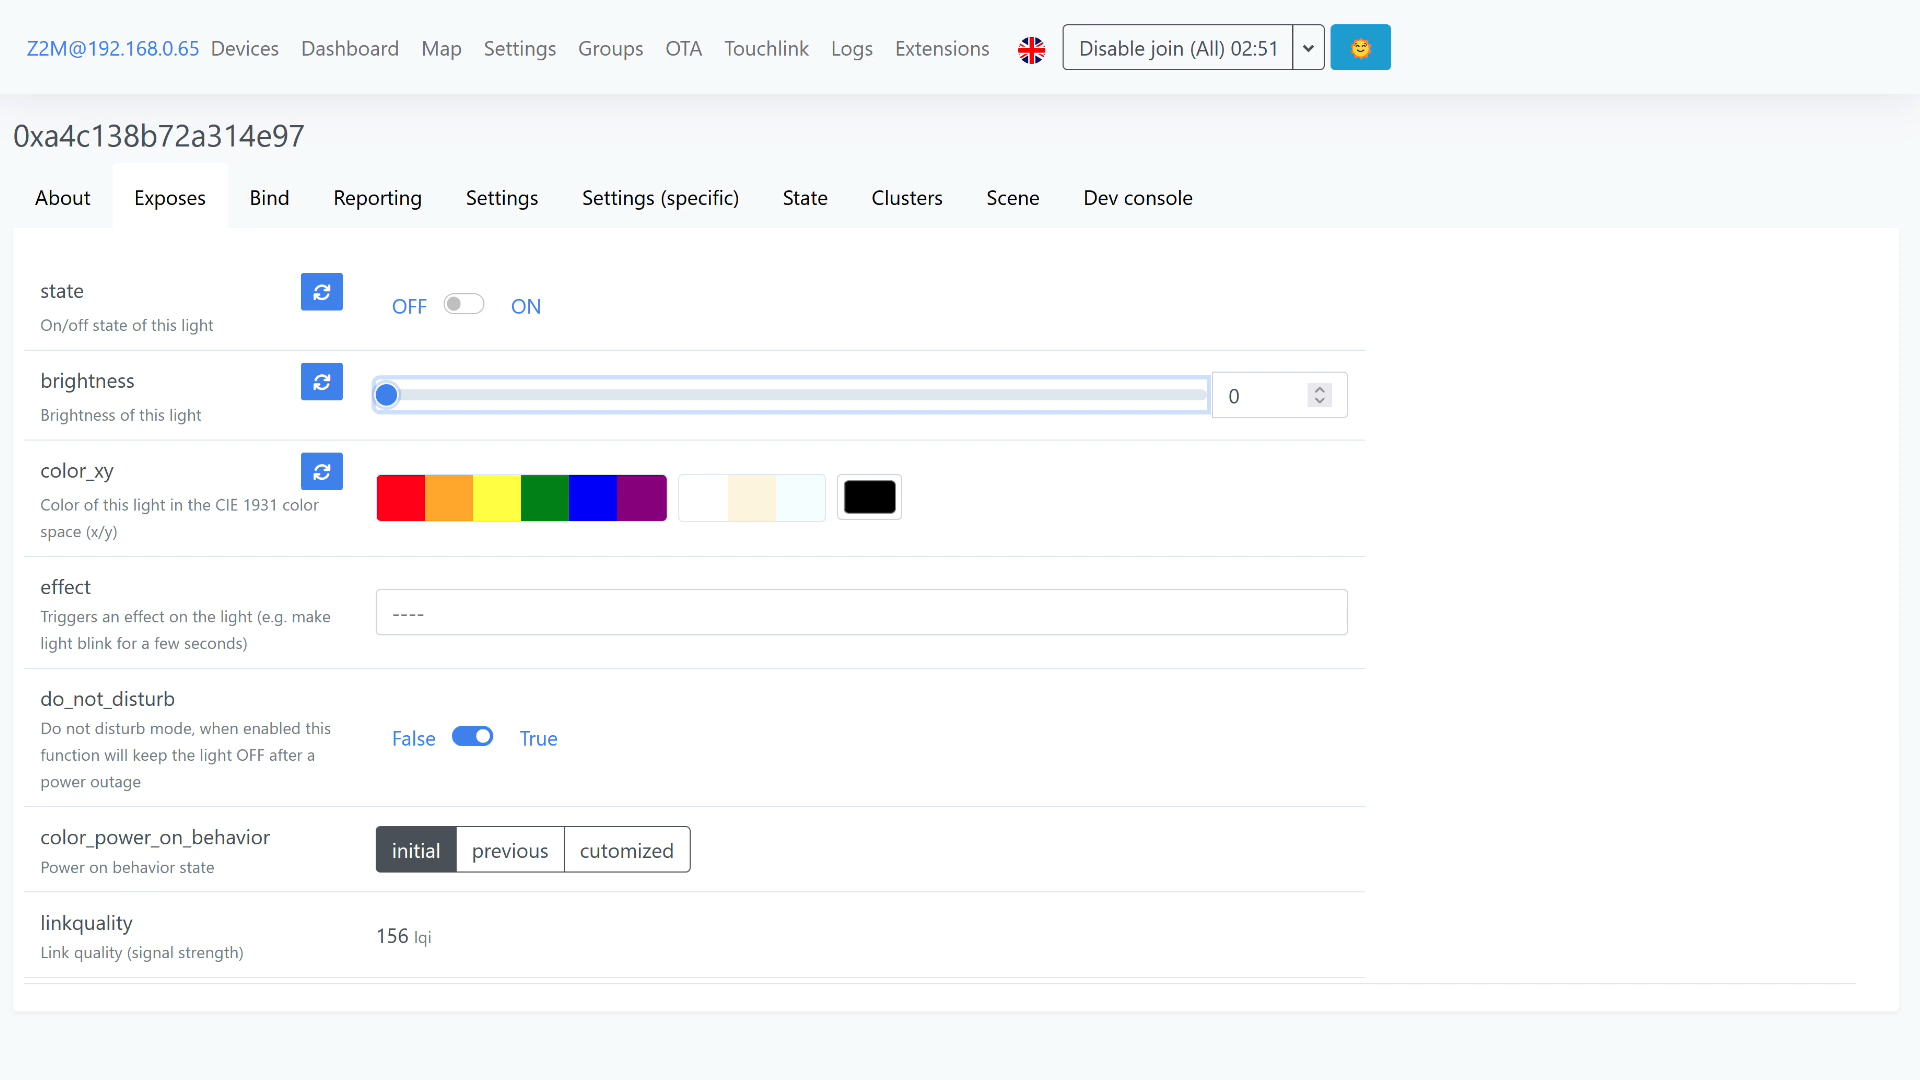 Z2M@192.168.0.65 Devices Dashboard Map Settings Groups OTA Touchlink Logs Extensions Disable join (All) 02:51
0xa4c138b72a314e97
About Exposes Bind Reporting Settings Settings (specific) State Clusters Scene Dev console
state
On/off state of this light
OFF ON
brightness
Brightness of this light
0
color_xy
Color of this light in the CIE 1931 color
space (x/y)
effect
Triggers an effect on the light (e.g. make
light blink for a few seconds)
----
do_not_disturb
Do not disturb mode, when enabled this
function will keep the light OFF after a
power outage
False True
color_power_on_behavior
Power on behavior state
initial previous cutomized
linkquality
Link quality (signal strength)
156 lqi